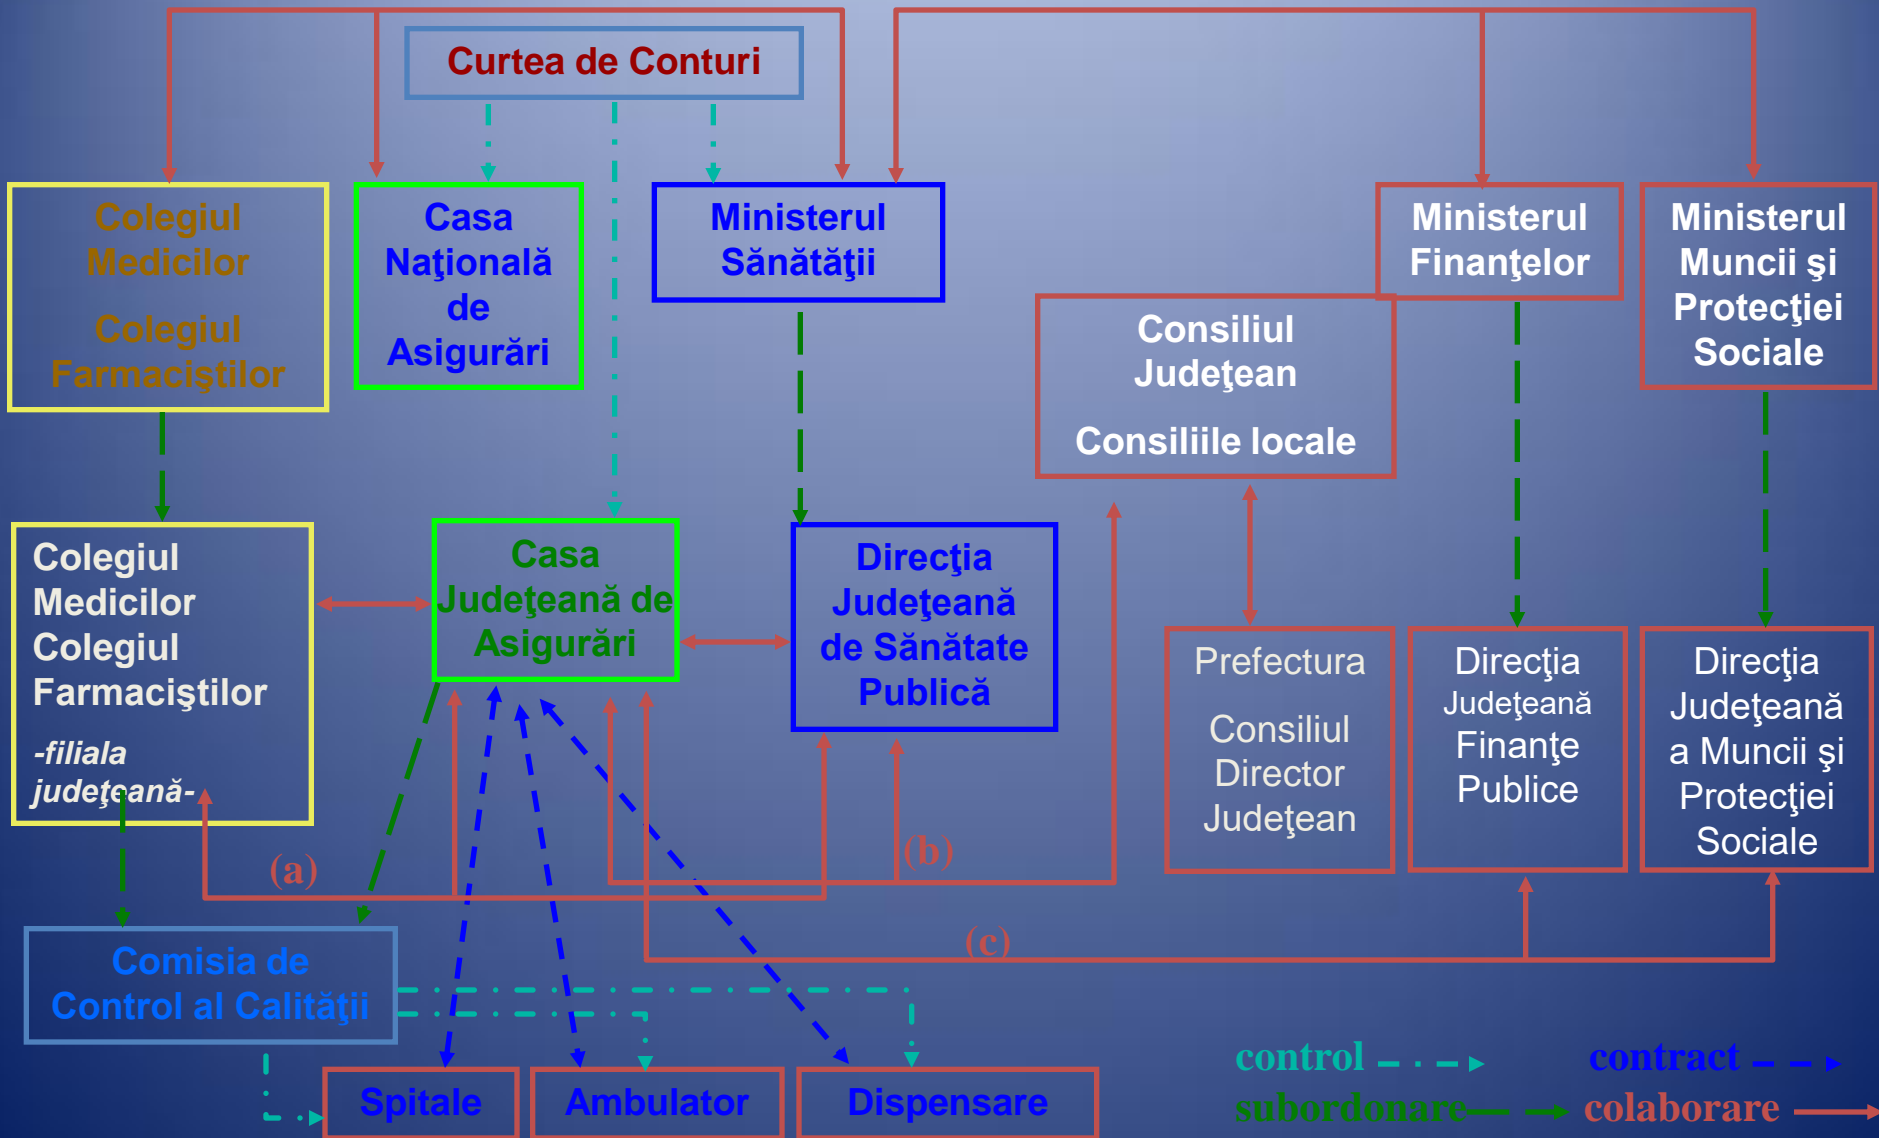 Curtea de Conturi
Colegiul
Medicilor
Colegiul
Farmaciştilor
Casa
Naţională
de
Asigurări
Ministerul
Sănătăţii
Consiliul
Judeţean
Consiliile locale
Ministerul
Finanţelor
Ministerul
Muncii şi
Protecţiei
Sociale
Colegiul
Medicilor
Colegiul
Farmaciştilor
-filiala
judeţeană-
Casa
Judeţeană de
Asigurări
Direcţia
Judeţeană
de Sănătate
Publică
Prefectura
Consiliul
Director
Judeţean
Direcţia
Judeţeană
Finanţe
Publice
Direcţia
Judeţeană
a Muncii şi
Protecţiei
Sociale
(a)
(b)
(c)
Comisia de
Control al Calităţii
Spitale
Ambulator
Dispensare
control
contract
subordonare
colaborare